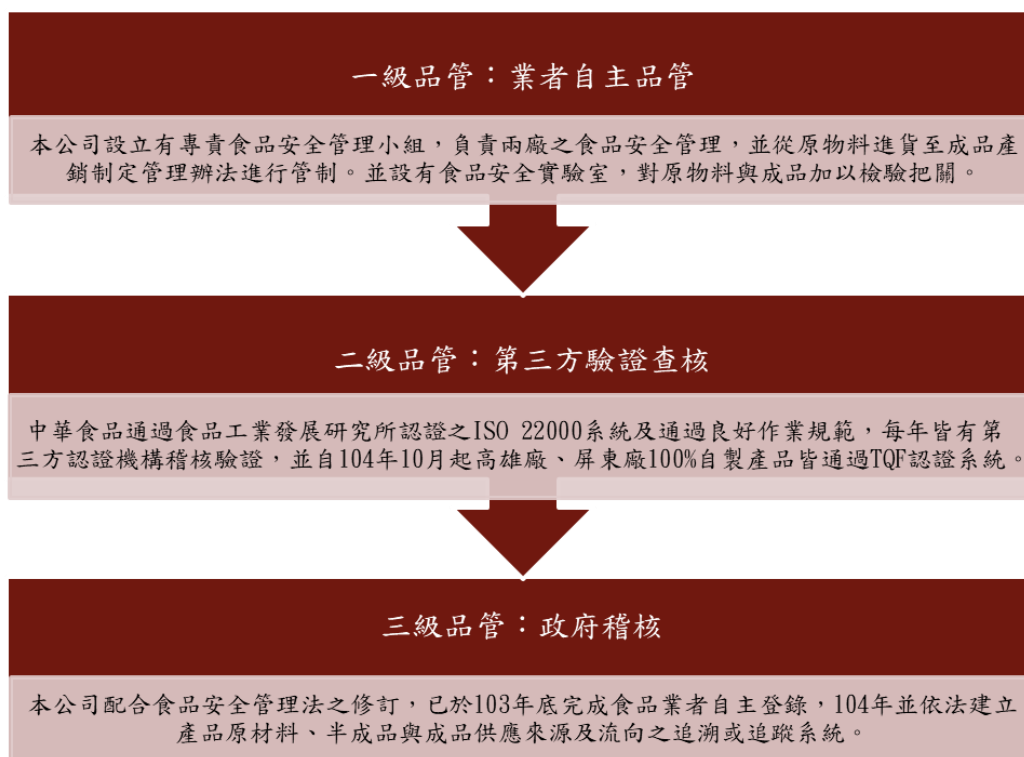 一級品管：業者自主品管
本公司設立有專責食品安全管理小組，負責兩廠之食品安全管理，並從原物料進貨至成品產
銷制定管理辦法進行管制。並設有食品安全實驗室，對原物料與成品加以檢驗把關。
二級品管：第三方驗證查核
中華食品通過食品工業發展研究所認證之ISO 22000系統及通過良好作業規範，每年皆有第
三方認證機構稽核驗證，並自104年10月起高雄廠、屏東廠100%自製產品皆通過TQF認證系統。
三級品管：政府稽核
本公司配合食品安全管理法之修訂，已於103年底完成食品業者自主登錄，104年並依法建立
產品原材料、半成品與成品供應來源及流向之追溯或追蹤系統。